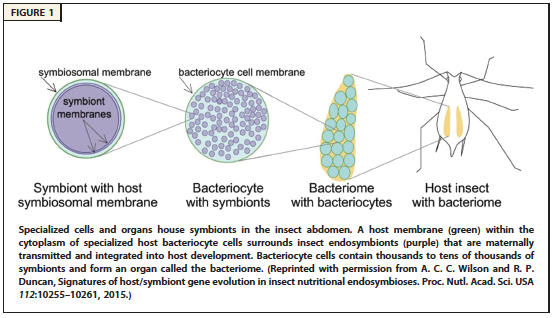 FIGURE 1
symbiosomal membrane
bacteriocyte cell membrane
symbiont
membranes
Symbiont with host
symbiosomal membrane
Bacteriocyte
with symbionts
Bacteriome
with bacteriocytes
Host insect
with bacteriome
Specialized cells and organs house symbionts in the insect abdomen. A host membrane (green) within the
cytoplasm of specialized host bacteriocyte cells surrounds insect endosymbionts (purple) that are maternally
transmitted and integrated into host development. Bacteriocyte cells contain thousands to tens of thousands of
symbionts and form an organ called the bacteriome. (Reprinted with permission from A. C. C. Wilson and R. P.
Duncan, Signatures of host/symbiont gene evolution in insect nutritional endosymbioses. Proc. Nutl. Acad. Sci. USA
112:10255–10261, 2015.)